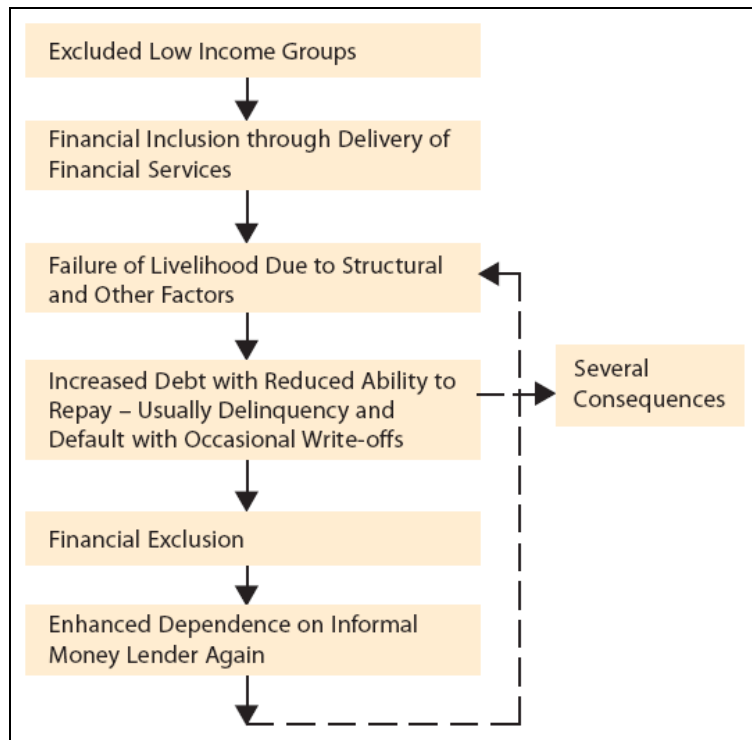 Excluded Low Income Groups
Financial Inclusion through Delivery of
Financial Services
Failure of Livelihood Due to Structural
and Other Factors
Increased Debt with Reduced Ability to
Repay – Usually Delinquency and
Default with Occasional Write-offs
Several
Consequences
Financial Exclusion
Enhanced Dependence on Informal
Money Lender Again